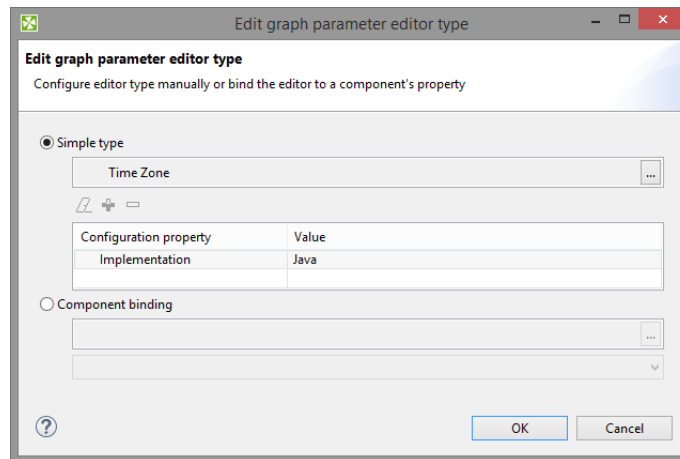 Edit graph parameter editor type
Edit graph parameter editor type
Configure editor type manually or bind the editor to a component's property
Simple type
Time Zone
...
Configuration property Value
Implementation Java
Component binding
...
? OK Cancel